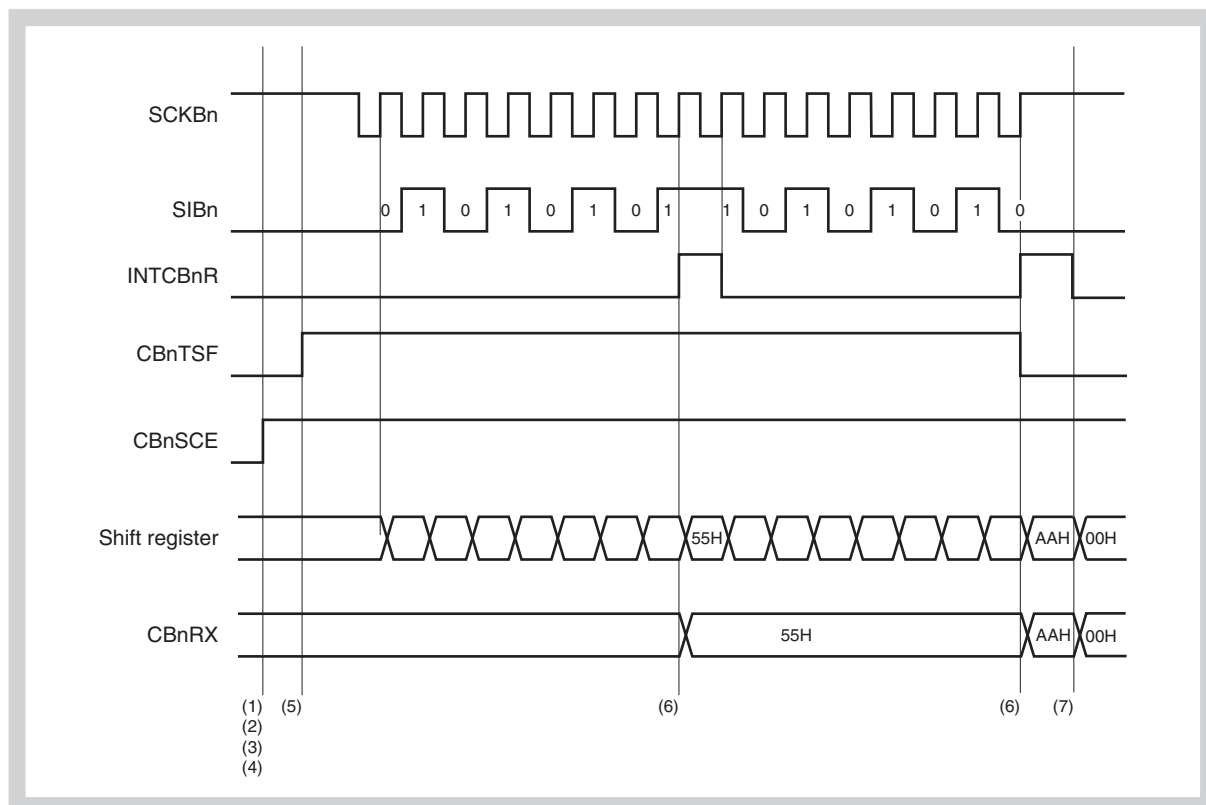 SCKBn
SIBn
0 1 0 1 0 1 0 1 1 0 1 0 1 0 1 0
INTCBnR
CBnTSF
CBnSCE
Shift register
55H AAH 00H
CBnRX
55H AAH 00H
(1) (5) (6) (6) (7)
(2)
(3)
(4)